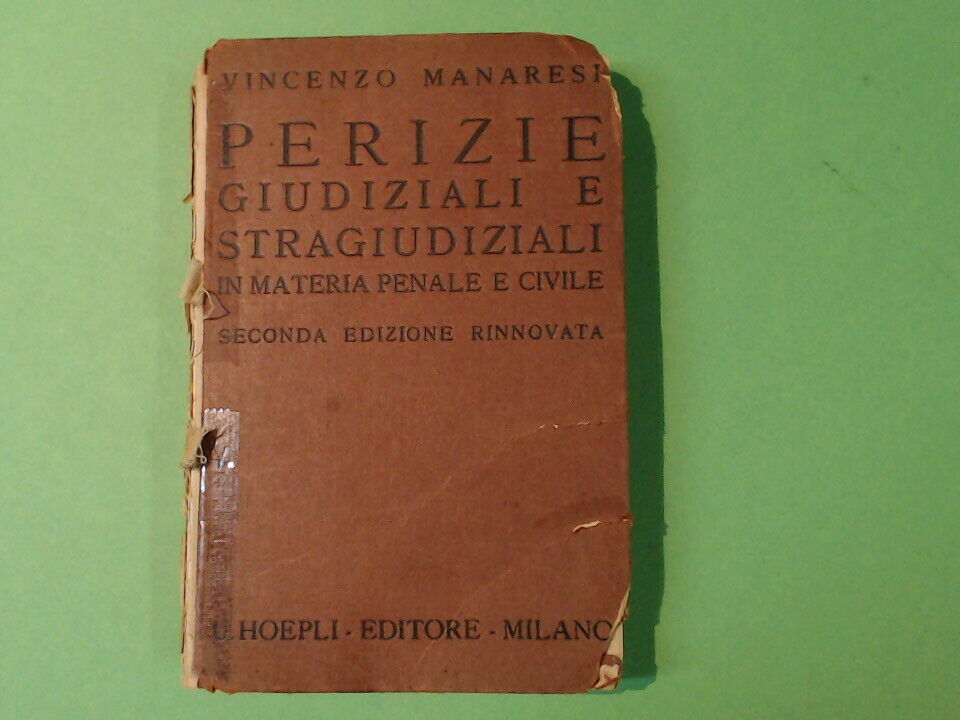 VINCENZO MANARESI
PERIZIE
GIUDIZIALI E
STRAGIUDIZIALI
IN MATERIA PENALE E CIVILE
SECONDA EDIZIONE RINNOVATA
U. HOEPLI - EDITORE - MILANO